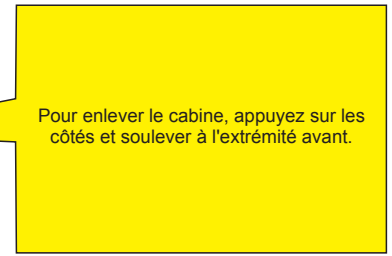 Pour enlever le cabine, appuyez sur les
côtés et soulever à l'extrémité avant.